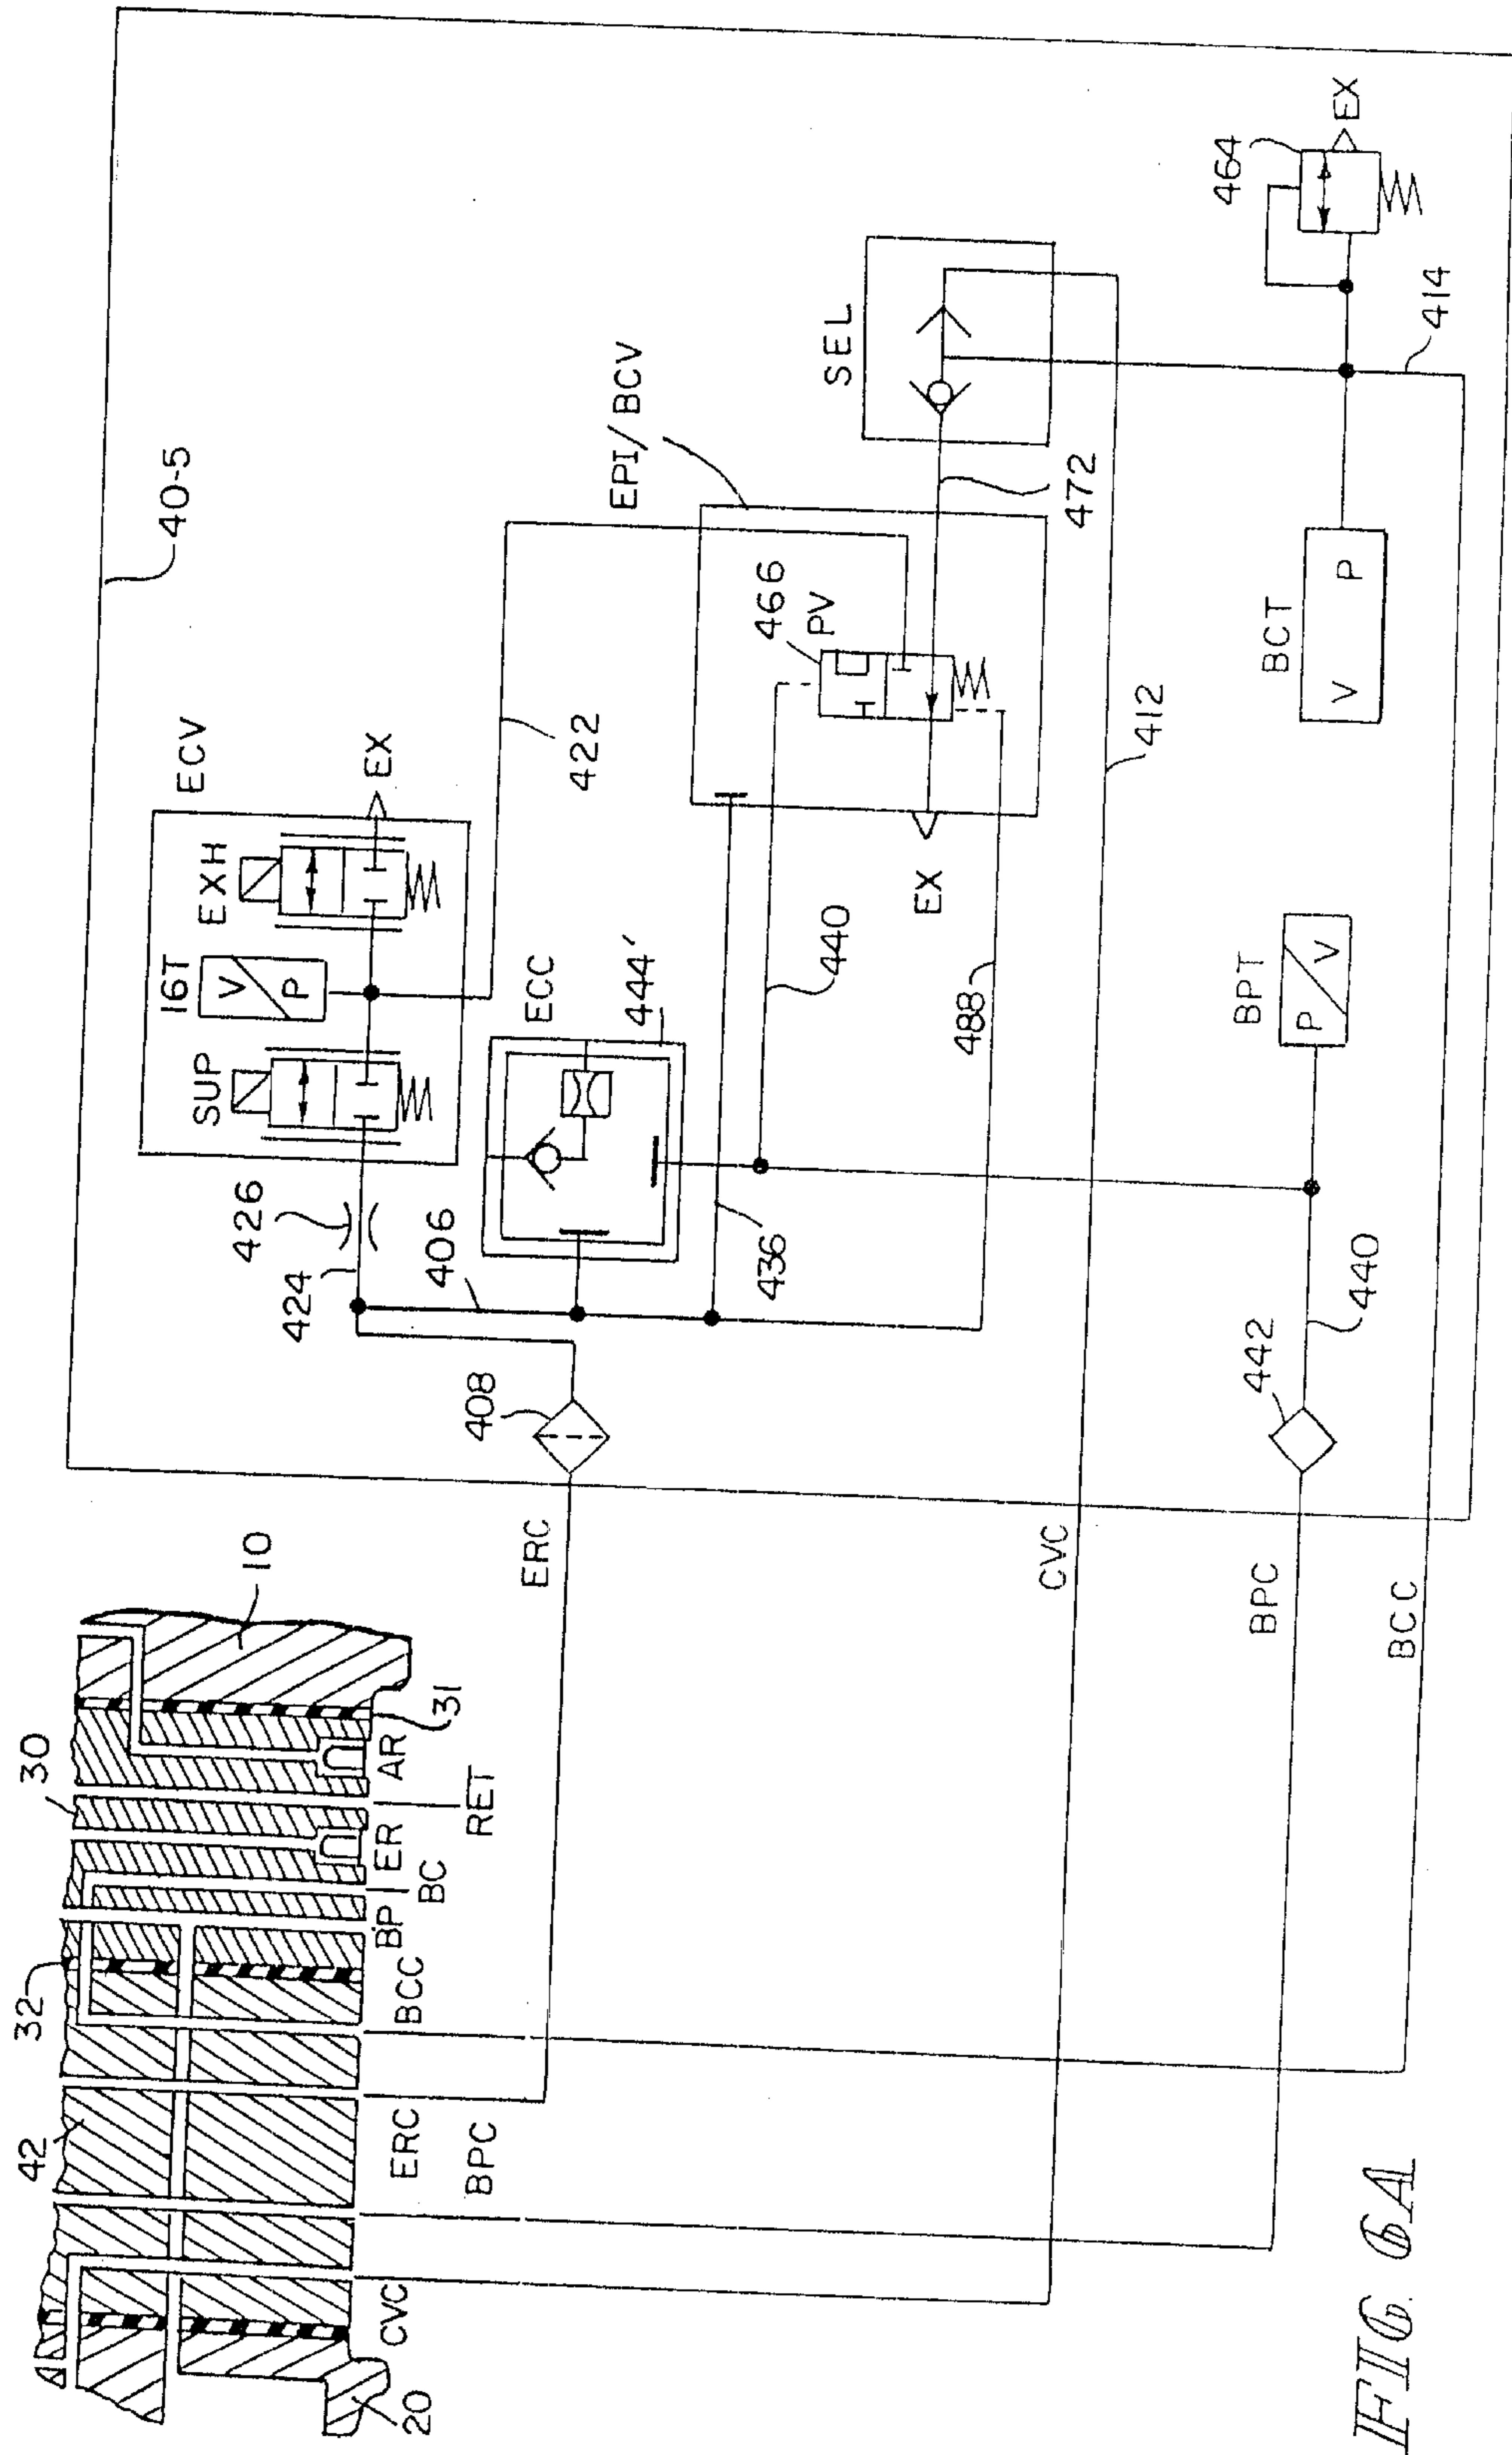 40-5
ECV
SUP
16T
EXH
EX
426
424
406
ECC
444'
422
EPI/BCV
466
PV
SEL
464
EX
408
436
440
EX
488
472
412
414
BCT
V P
BPT
P V
V
P
442
440
ERC
CVC
BPC
BCC
10
30
31
32
42
AR
RET
ER
BC
BP
BCC
ERC
BPC
CVC
20
FIG. 6A